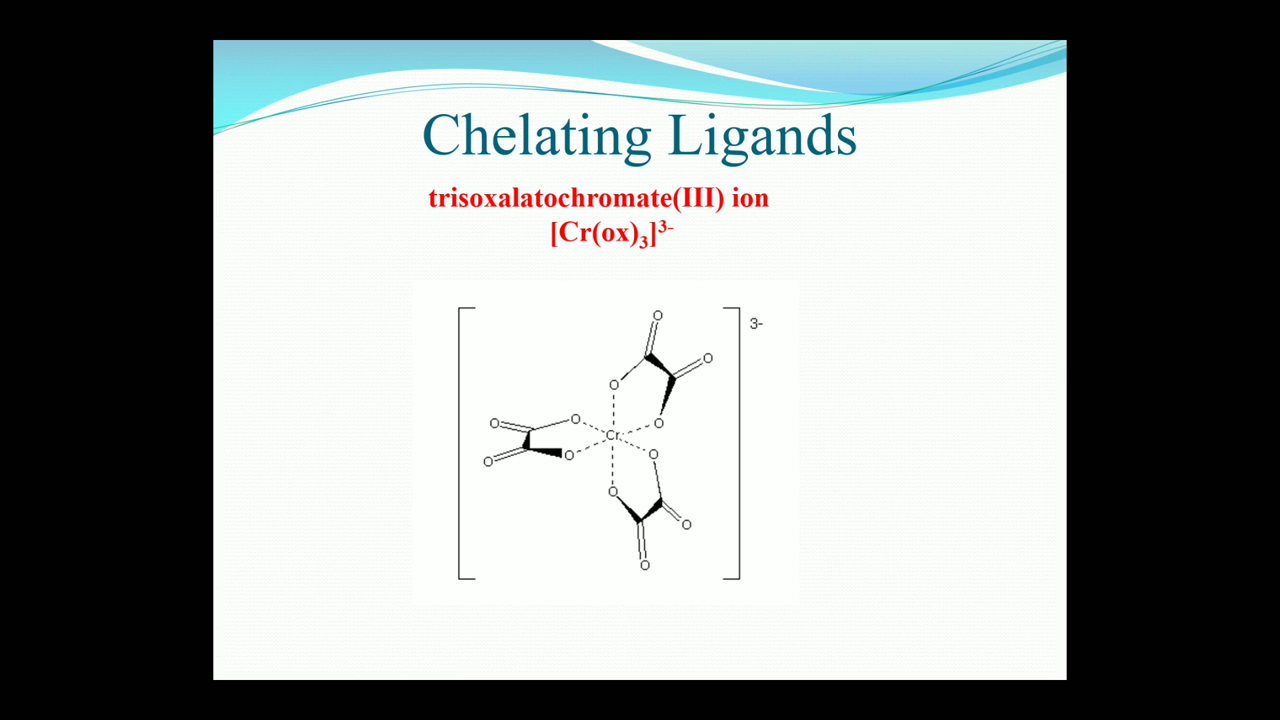 Chelating Ligands
trisoxalatochromate(III) ion
[Cr(ox)₃]³⁻
3-
O
O
O
O
O
O
Cr
O
O
O
O
O
O